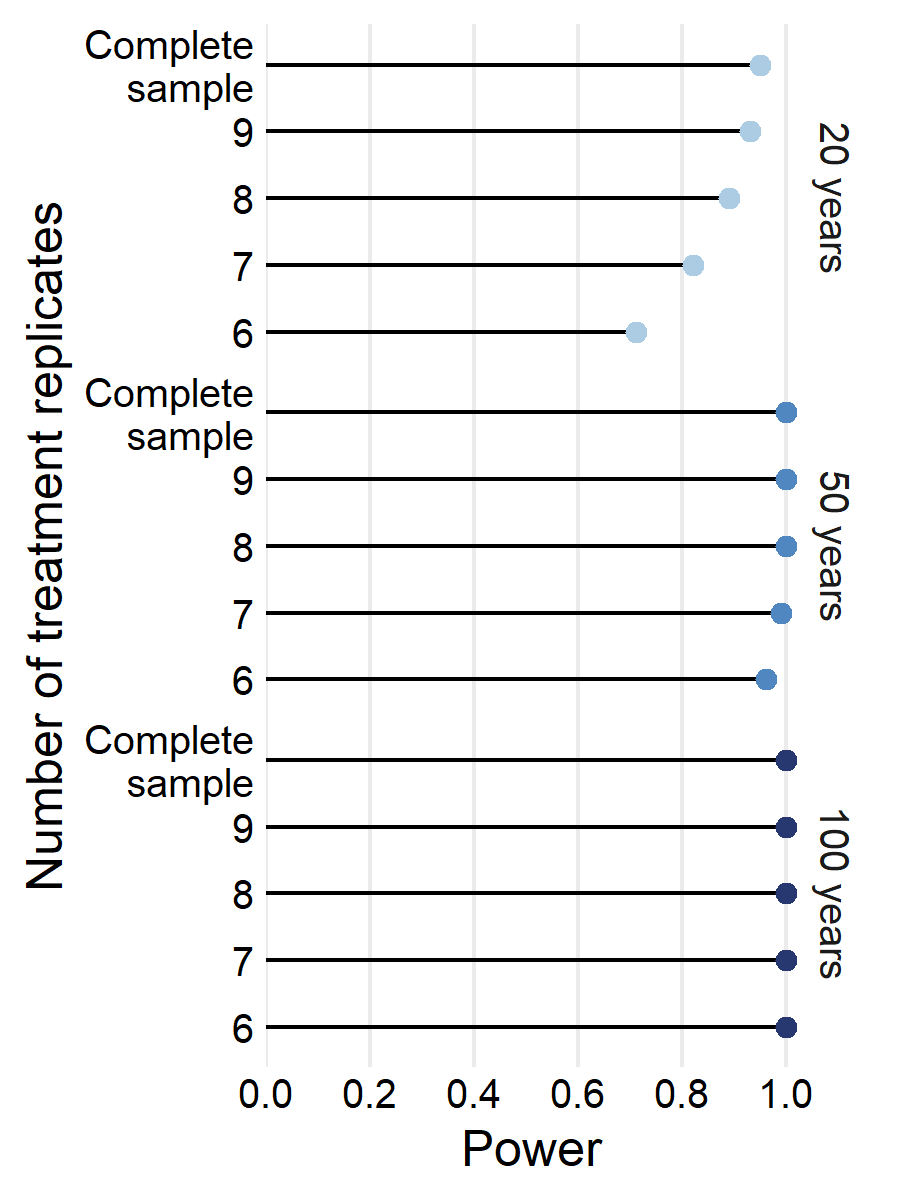 Number of treatment replicates
Complete
sample
9
8
7
6
20 years
Complete
sample
9
8
7
6
50 years
Complete
sample
9
8
7
6
100 years
0.0 0.2 0.4 0.6 0.8 1.0
Power